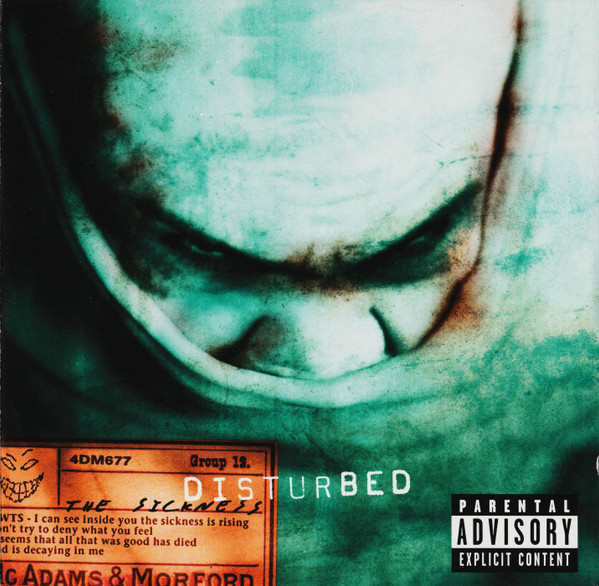 4DM677 Group 12.
THE SICKNESS
DISTURBED
WTS - I can see inside you the sickness is rising
n't try to deny what you feel
seems that all that was good has died
d is decaying in me
c ADAMS & MORFORD
PARENTAL
ADVISORY
EXPLICIT CONTENT